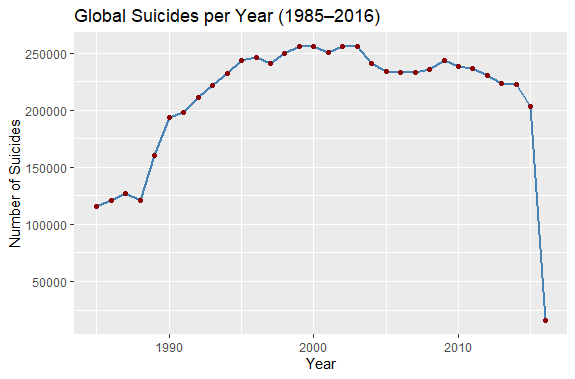 Global Suicides per Year (1985–2016)
Number of Suicides
250000
200000
150000
100000
50000
1990 2000 2010
Year